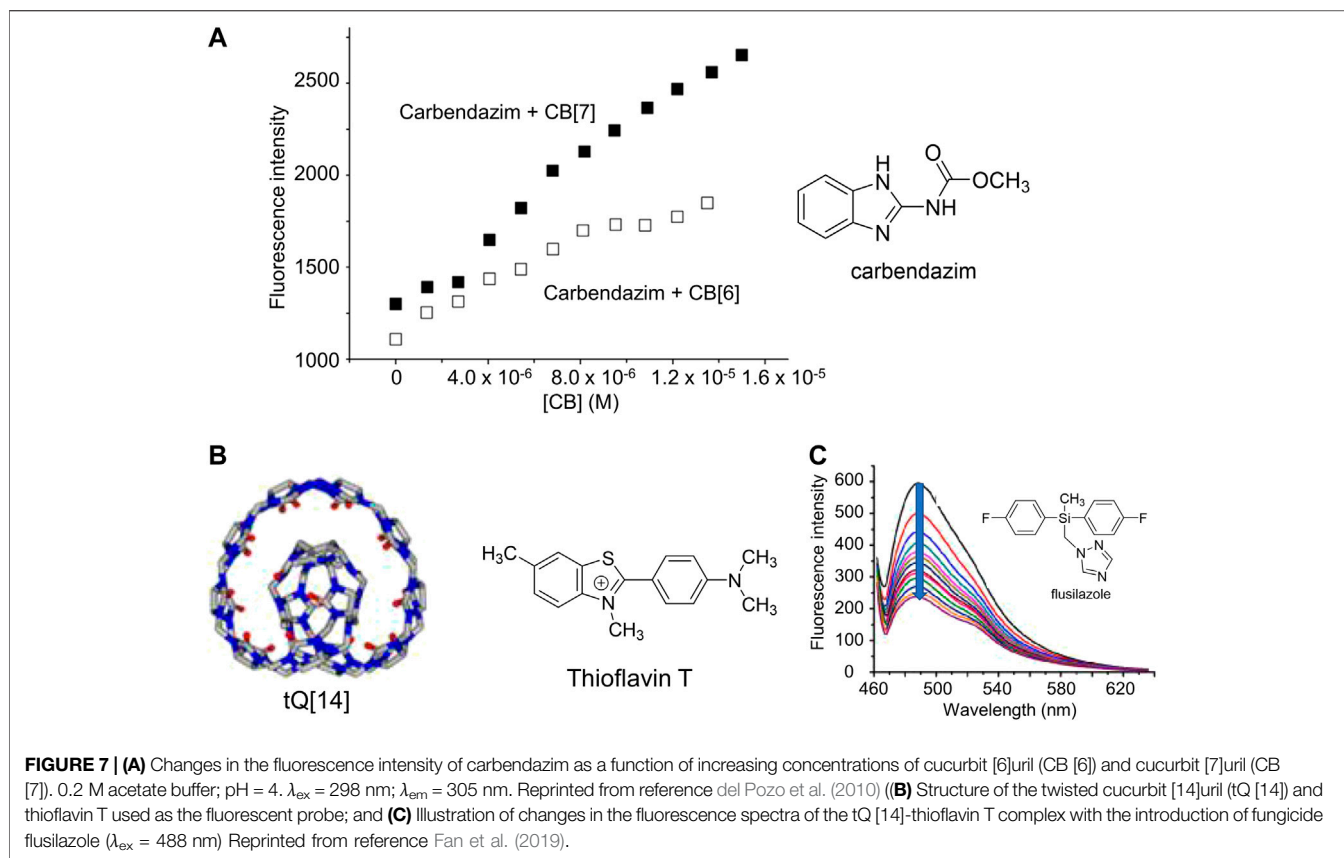 A
Fluorescence intensity
2500
2000
1500
1000
Carbendazim + CB[7]
Carbendazim + CB[6]
0 4.0 x 10⁻⁶ 8.0 x 10⁻⁶ 1.2 x 10⁻⁵ 1.6 x 10⁻⁵
[CB] (M)
H
N
O
OCH₃
NH
N
carbendazim
B
tQ[14]
H₃C
S
N
⊕
CH₃
N
CH₃
CH₃
Thioflavin T
C
Fluorescence intensity
600
500
400
300
200
100
0
460 500 540 580 620
Wavelength (nm)
CH₃
F
Si
F
N
N
N
flusilazole
FIGURE 7 | (A) Changes in the fluorescence intensity of carbendazim as a function of increasing concentrations of cucurbit [6]uril (CB [6]) and cucurbit [7]uril (CB
[7]). 0.2 M acetate buffer; pH = 4. λex = 298 nm; λem = 305 nm. Reprinted from reference del Pozo et al. (2010) ((B) Structure of the twisted cucurbit [14]uril (tQ [14]) and
thioflavin T used as the fluorescent probe; and (C) Illustration of changes in the fluorescence spectra of the tQ [14]-thioflavin T complex with the introduction of fungicide
flusilazole (λex = 488 nm) Reprinted from reference Fan et al. (2019).